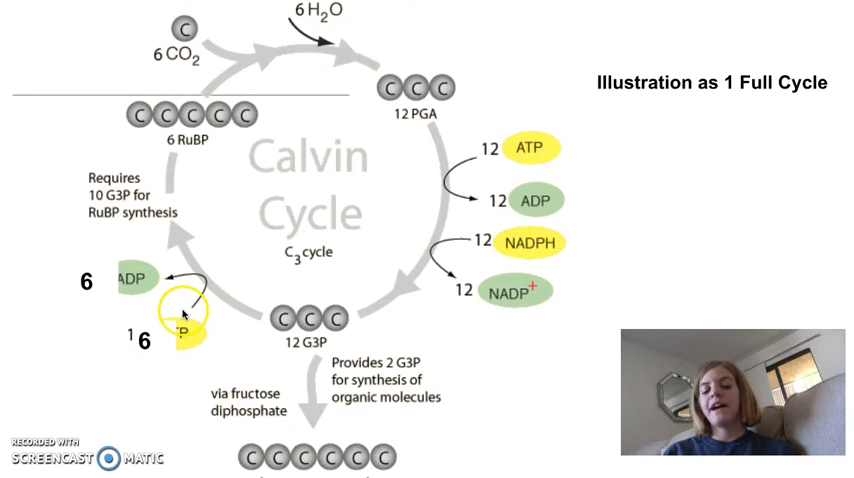 6 H2O
C
6 CO2
Illustration as 1 Full Cycle
C C C
12 PGA
C C C C C
6 RuBP
Calvin
Cycle
C3 cycle
12 ATP
12 ADP
12 NADPH
12 NADP+
Requires
10 G3P for
RuBP synthesis
6 ADP
1 6 TP
C C C
12 G3P
Provides 2 G3P
for synthesis of
organic molecules
via fructose
diphosphate
C C C C C C
RECORDED WITH
SCREENCAST MATIC